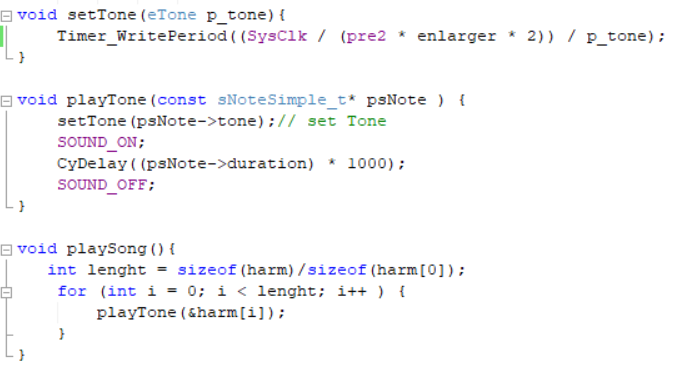 void setTone(eTone p_tone){
Timer_WritePeriod((SysClk / (pre2 * enlarger * 2)) / p_tone);
}
void playTone(const sNoteSimple_t* psNote ) {
setTone(psNote->tone);// set Tone
SOUND_ON;
CyDelay((psNote->duration) * 1000);
SOUND_OFF;
}
void playSong(){
int lenght = sizeof(harm)/sizeof(harm[0]);
for (int i = 0; i < lenght; i++ ) {
playTone(&harm[i]);
}
}